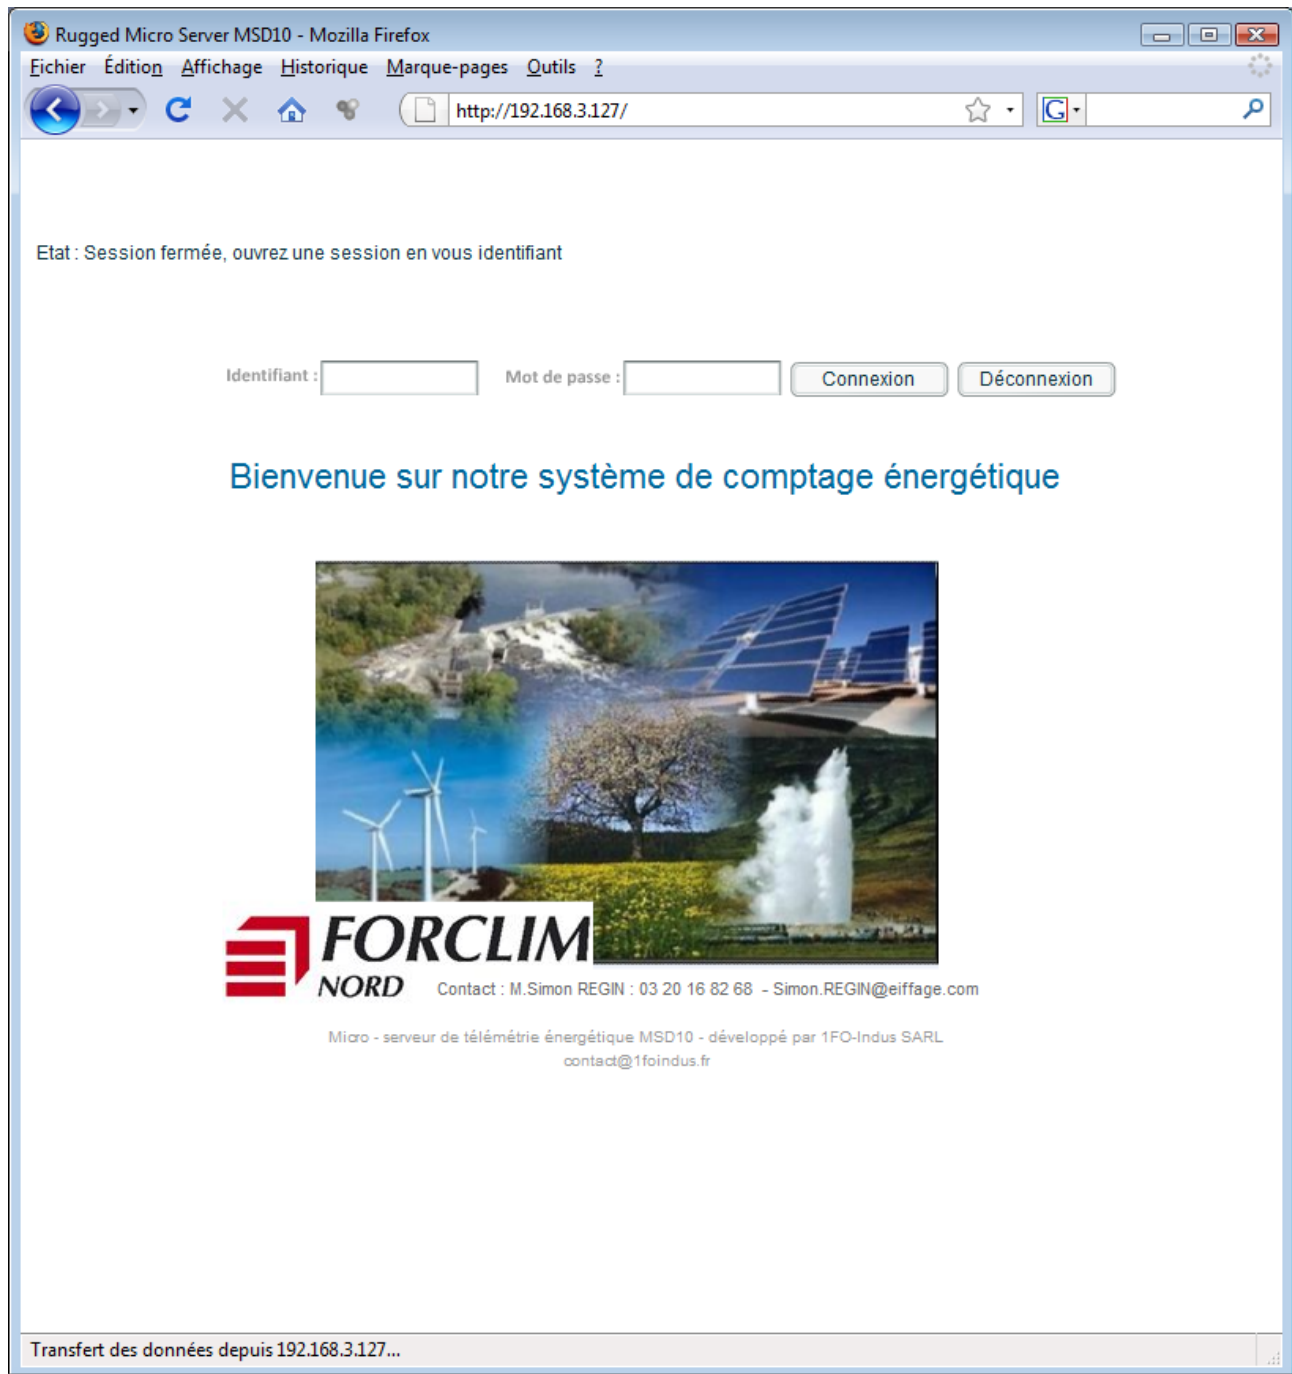 Rugged Micro Server MSD10 - Mozilla Firefox
Fichier Édition Affichage Historique Marque-pages Outils ?
http://192.168.3.127/
G
Etat : Session fermée, ouvrez une session en vous identifiant
Identifiant : Mot de passe : Connexion Déconnexion
Bienvenue sur notre système de comptage énergétique
FORCLIM
NORD
Contact : M.Simon REGIN : 03 20 16 82 68 - Simon.REGIN@eiffage.com
Micro - serveur de télémétrie énergétique MSD10 - développé par 1FO-Indus SARL
contact@1foindus.fr
Transfert des données depuis 192.168.3.127...